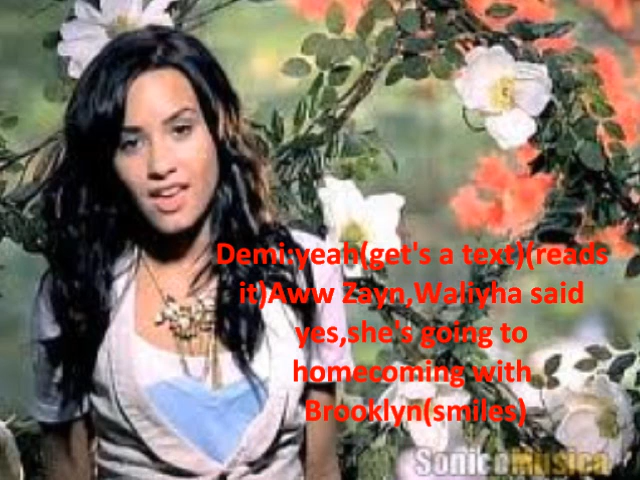 Demi:yeah(get's a text)(reads
it)Aww Zayn,Waliyha said
yes,she's going to
homecoming with
Brooklyn(smiles)
SonicoMusica